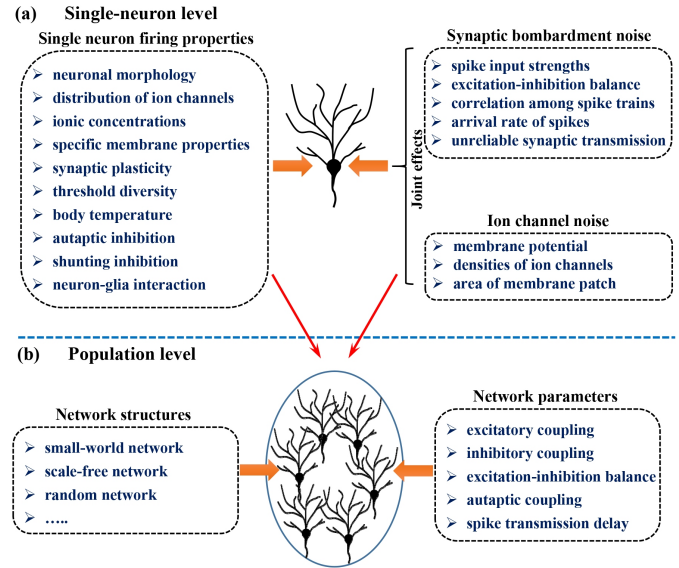 (a) Single-neuron level
Single neuron firing properties
➢ neuronal morphology
➢ distribution of ion channels
➢ ionic concentrations
➢ specific membrane properties
➢ synaptic plasticity
➢ threshold diversity
➢ body temperature
➢ autaptic inhibition
➢ shunting inhibition
➢ neuron-glia interaction
Joint effects
Synaptic bombardment noise
➢ spike input strengths
➢ excitation-inhibition balance
➢ correlation among spike trains
➢ arrival rate of spikes
➢ unreliable synaptic transmission
Ion channel noise
➢ membrane potential
➢ densities of ion channels
➢ area of membrane patch
(b) Population level
Network structures
➢ small-world network
➢ scale-free network
➢ random network
➢ …..
Network parameters
➢ excitatory coupling
➢ inhibitory coupling
➢ excitation-inhibition balance
➢ autaptic coupling
➢ spike transmission delay